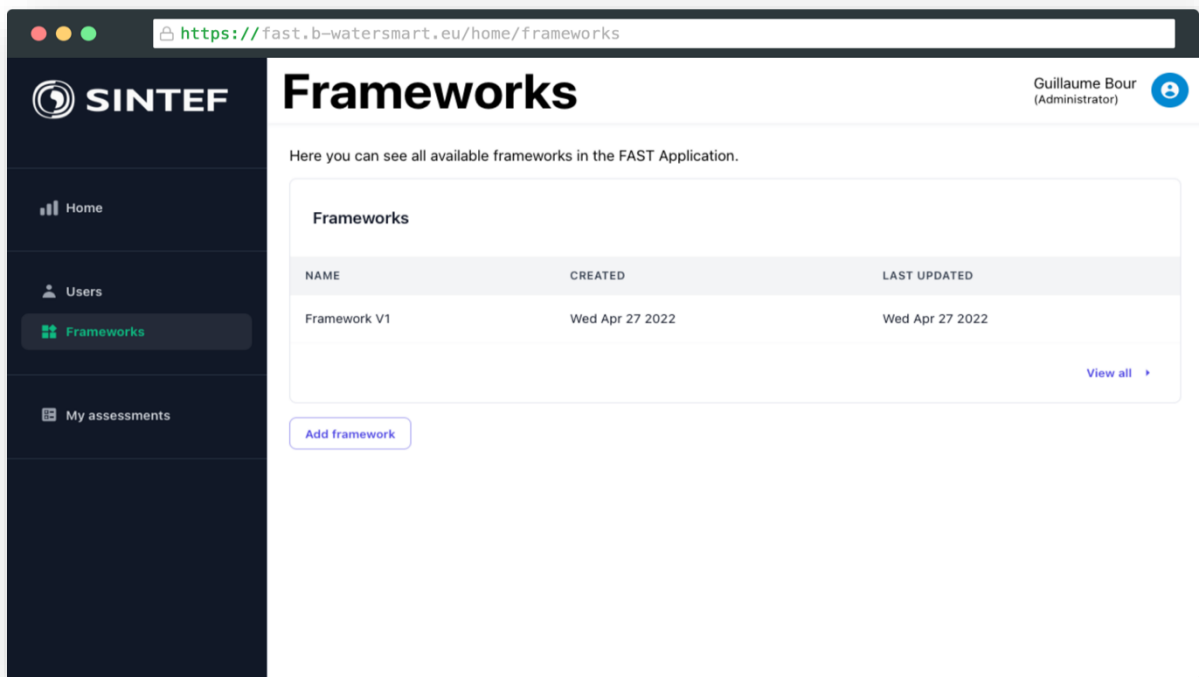 https://fast.b-watersmart.eu/home/frameworks
SINTEF
Frameworks
Guillaume Bour
(Administrator)
Here you can see all available frameworks in the FAST Application.
Home
Users
Frameworks
My assessments
Frameworks
NAME CREATED LAST UPDATED
Framework V1 Wed Apr 27 2022 Wed Apr 27 2022
View all
Add framework